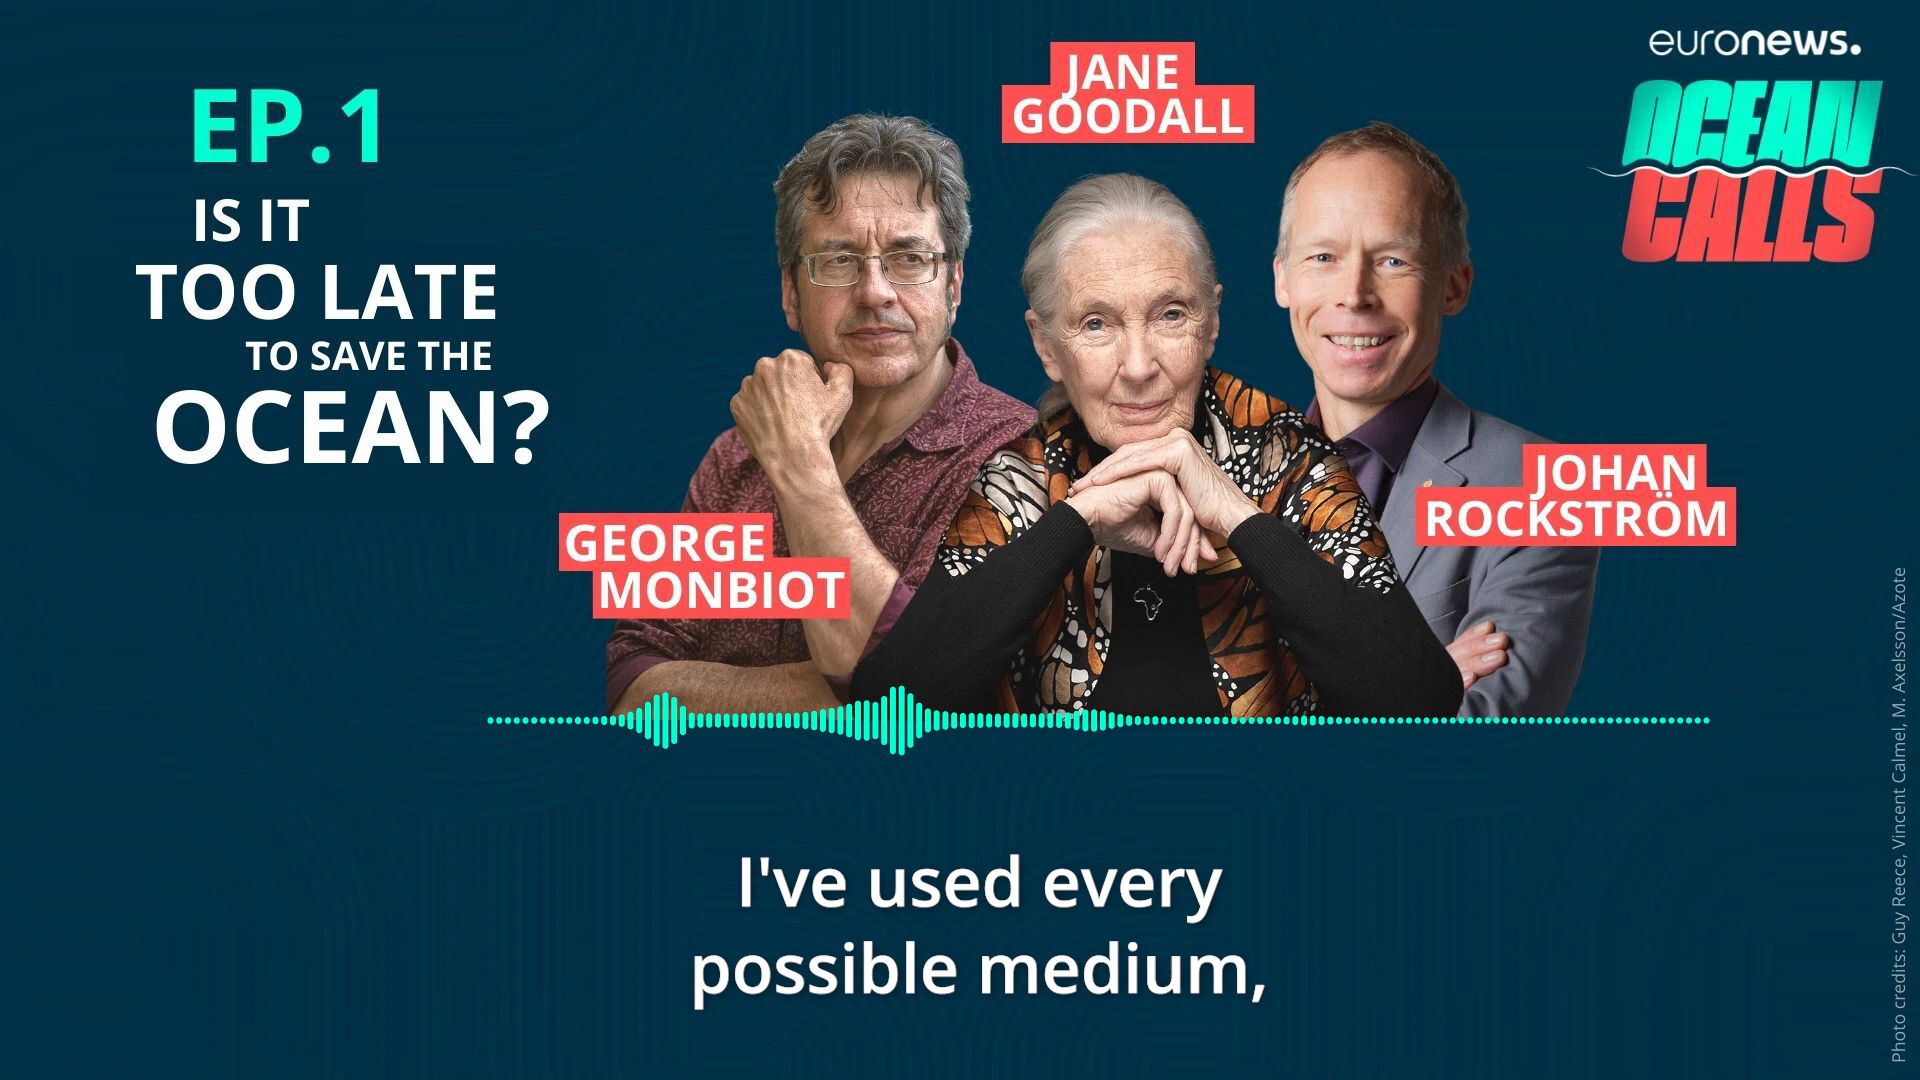 EP.1
IS IT
TOO LATE
TO SAVE THE
OCEAN?
JANE
GOODALL
euronews.
OCEAN
CALLS
GEORGE
MONBIOT
JOHAN
ROCKSTRÖM
I've used every
possible medium,
Photo credits: Guy Reece, Vincent Calmel, M. Axelsson/Azote